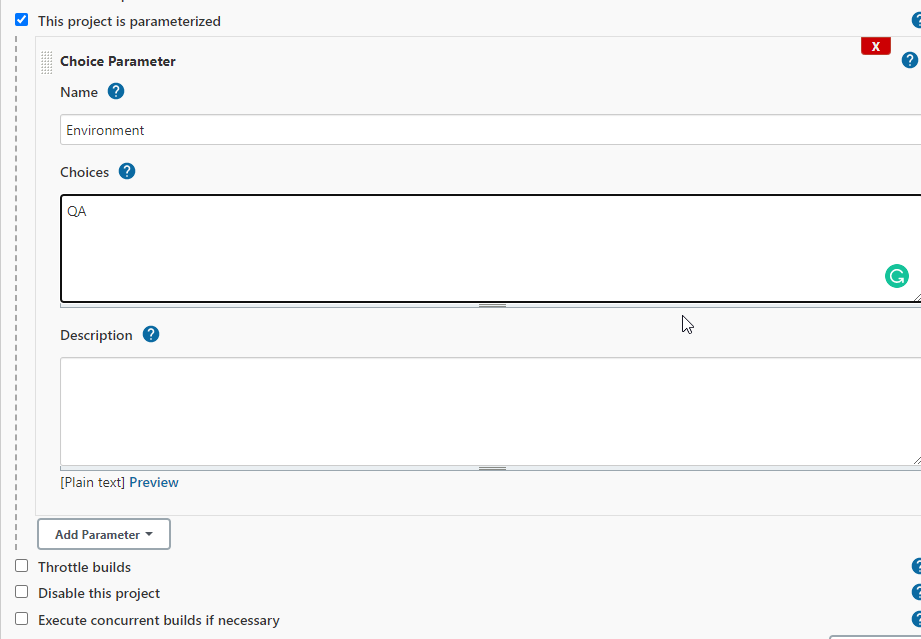 This project is parameterized
X
Choice Parameter
?
Name ?
Environment
Choices ?
QA
Description ?
[Plain text] Preview
Add Parameter
Throttle builds
Disable this project
Execute concurrent builds if necessary